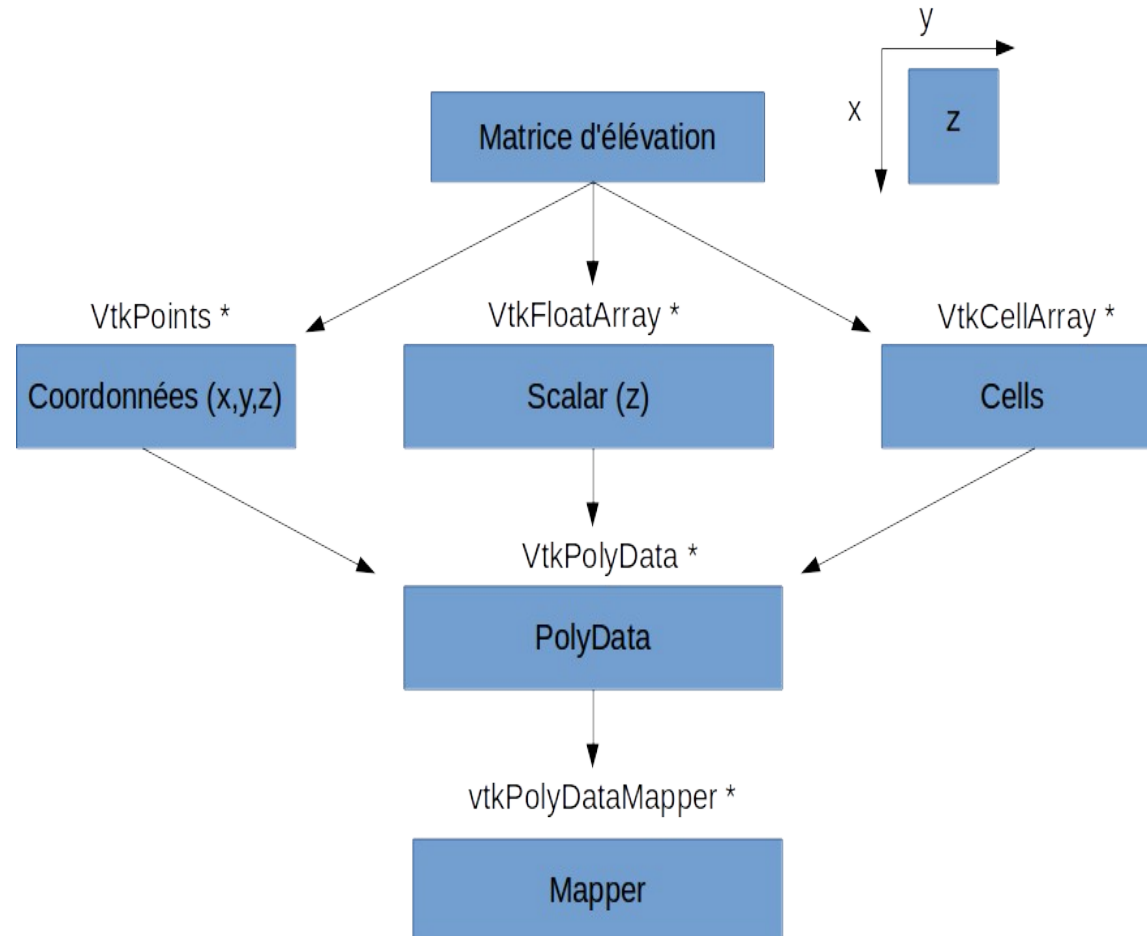 y
x
z
Matrice d'élévation
VtkPoints *
VtkFloatArray *
VtkCellArray *
Coordonnées (x,y,z)
Scalar (z)
Cells
VtkPolyData *
PolyData
vtkPolyDataMapper *
Mapper